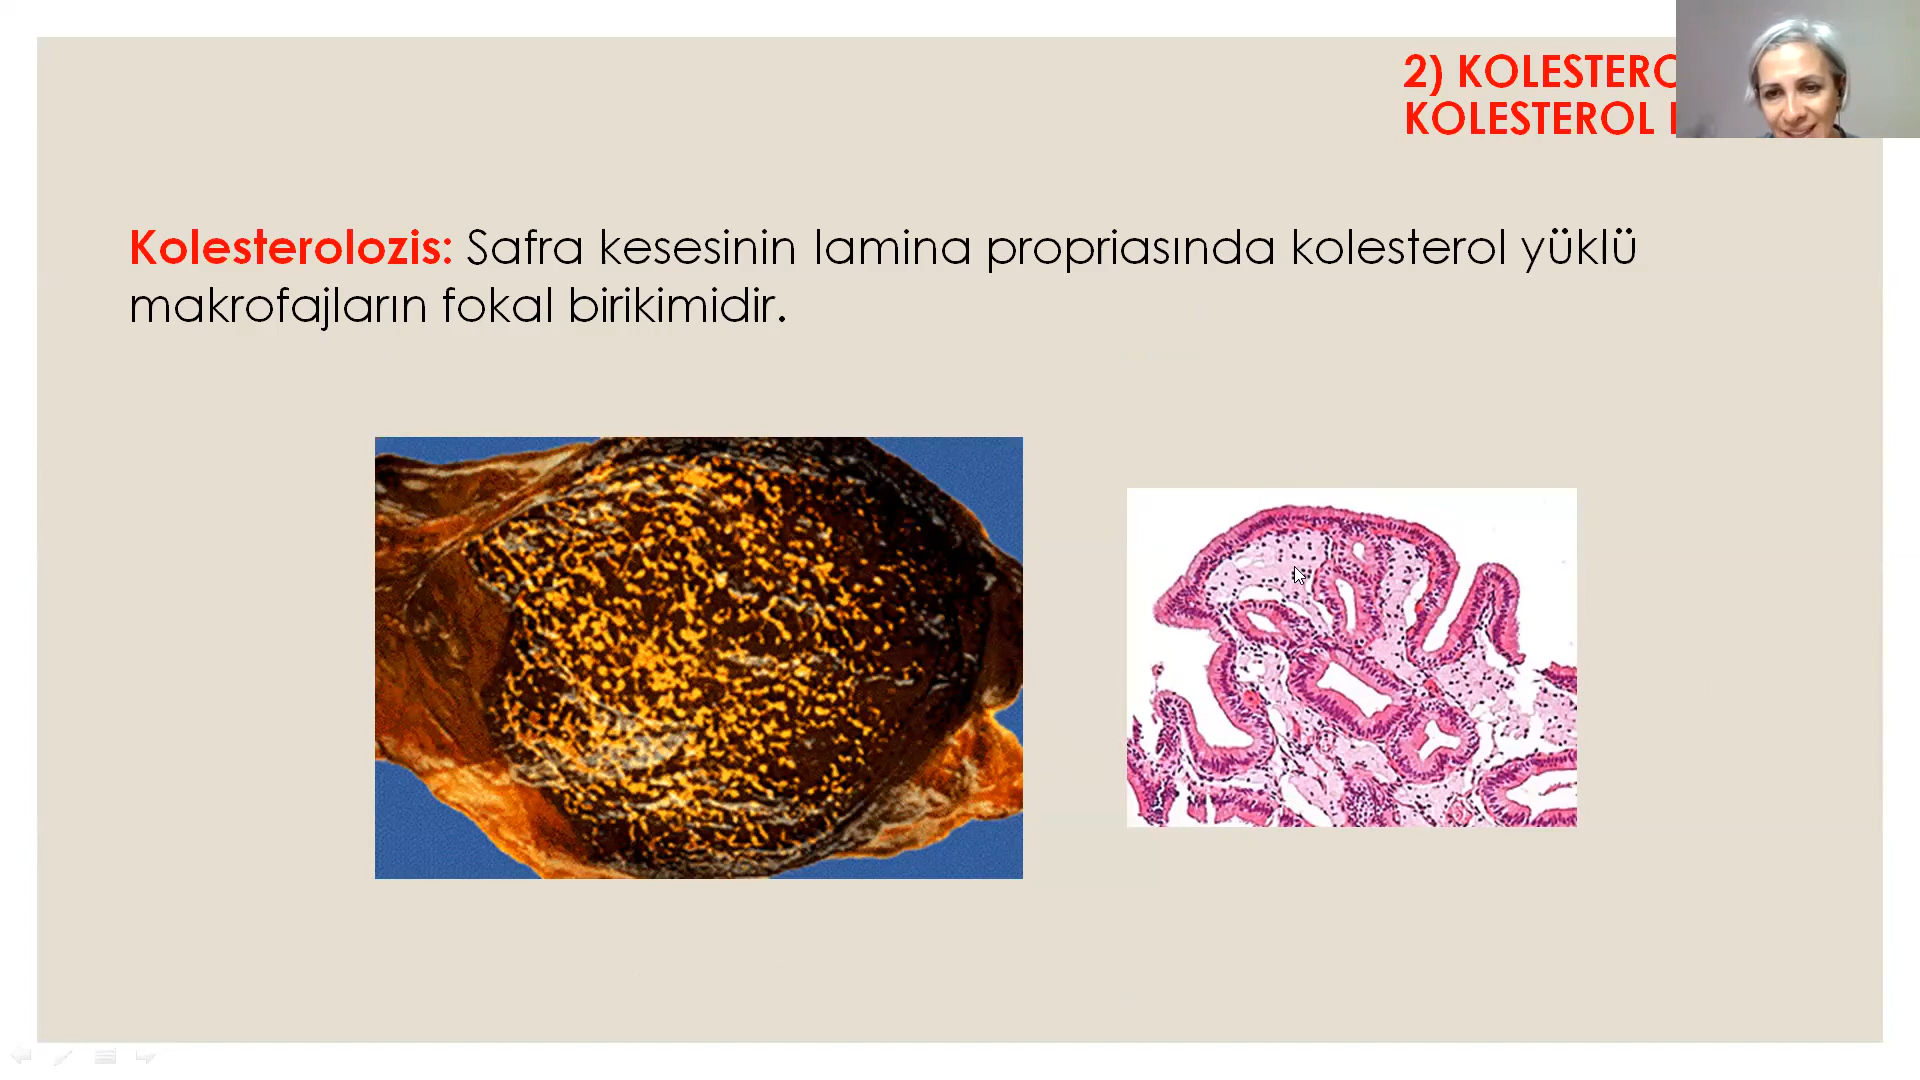 2) KOLESTERO
KOLESTEROL
Kolesterolozis: Safra kesesinin lamina propriasında kolesterol yüklü
makrofajların fokal birikimidir.